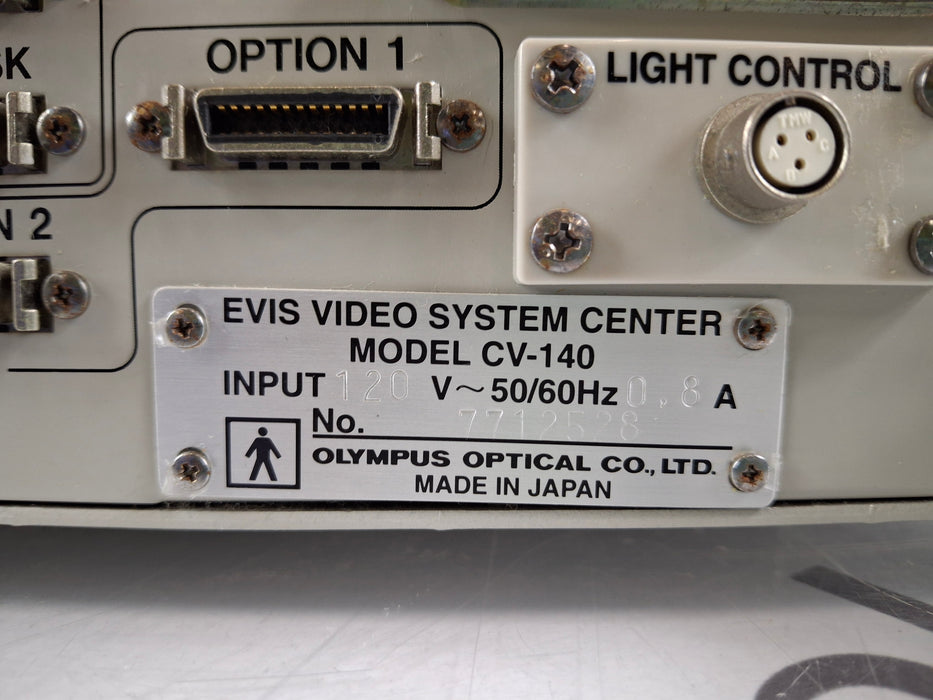 SK
OPTION 1
LIGHT CONTROL
TMW
A C
B
N 2
EVIS VIDEO SYSTEM CENTER
MODEL CV-140
INPUT 120 V~50/60Hz 0.8 A
No. 7712528
OLYMPUS OPTICAL CO., LTD.
MADE IN JAPAN